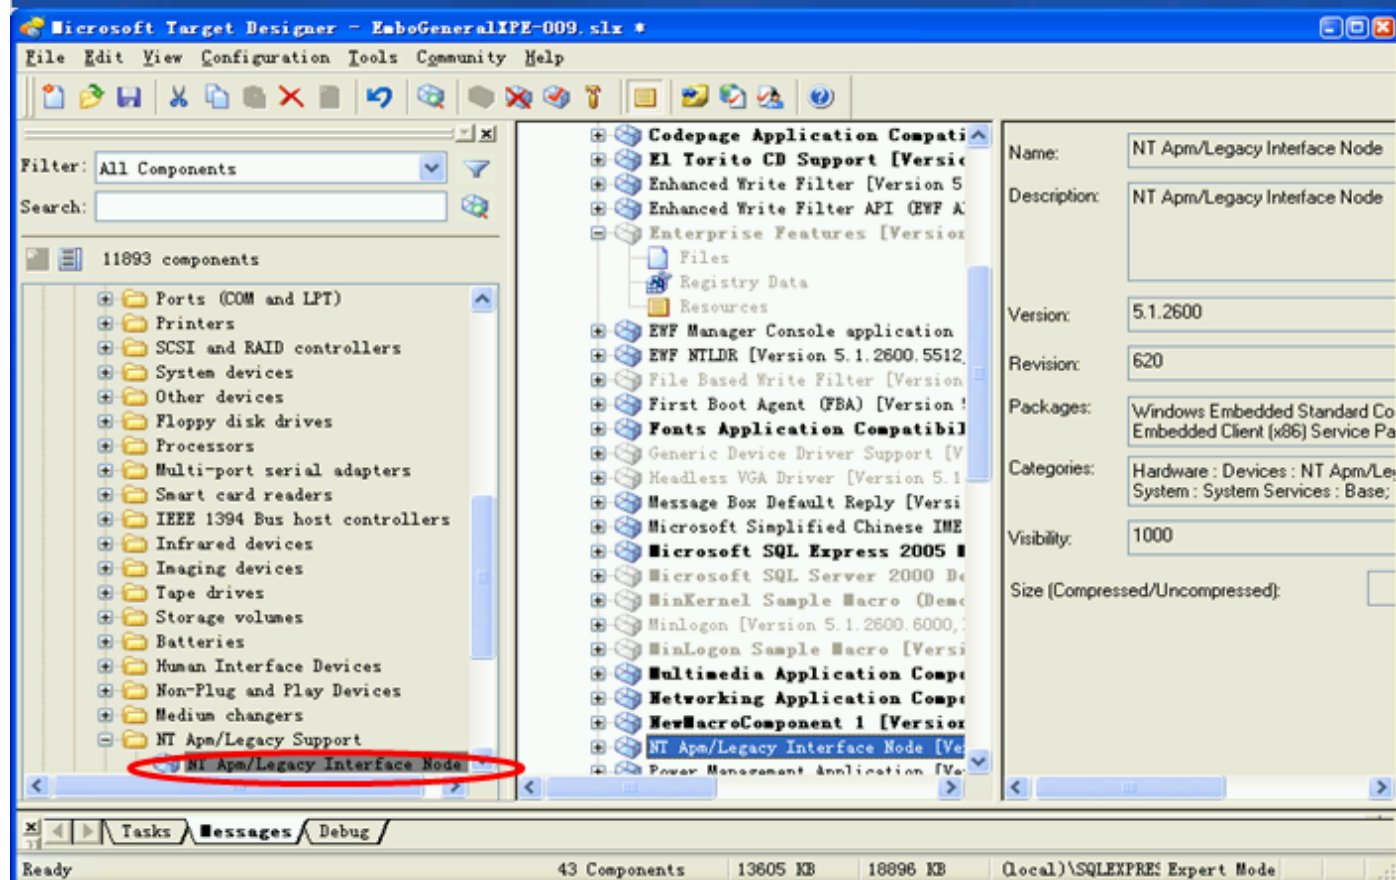 Microsoft Target Designer - EmboGeneralXPE-009.slx *
File Edit View Configuration Tools Community Help
Filter: All Components
Search:
11893 components
Ports (COM and LPT)
Printers
SCSI and RAID controllers
System devices
Other devices
Floppy disk drives
Processors
Multi-port serial adapters
Smart card readers
IEEE 1394 Bus host controllers
Infrared devices
Imaging devices
Tape drives
Storage volumes
Batteries
Human Interface Devices
Non-Plug and Play Devices
Medium changers
NT Apm/Legacy Support
NT Apm/Legacy Interface Node
Codepage Application Compati
El Torito CD Support [Versic
Enhanced Write Filter [Version 5
Enhanced Write Filter API (EWF A
Enterprise Features [Version
Files
Registry Data
Resources
EWF Manager Console application
EWF NTLDR [Version 5.1.2600.5512,
File Based Write Filter [Version
First Boot Agent (FBA) [Version
Fonts Application Compatibil
Generic Device Driver Support [V
Headless VGA Driver [Version 5.1
Message Box Default Reply [Versi
Microsoft Simplified Chinese IME
Microsoft SQL Express 2005
Microsoft SQL Server 2000 De
WinKernel Sample Macro (Demo
Minlogon [Version 5.1.2600.6000,
WinLogon Sample Macro [Versi
Multimedia Application Compa
Networking Application Compa
NewMacroComponent 1 [Version
NT Apm/Legacy Interface Node [Ve
Power Management Application [Ve
Name: NT Apm/Legacy Interface Node
Description: NT Apm/Legacy Interface Node
Version: 5.1.2600
Revision: 620
Packages: Windows Embedded Standard Co
Embedded Client (x86) Service Pa
Categories: Hardware : Devices : NT Apm/Le
System : System Services : Base;
Visibility: 1000
Size (Compressed/Uncompressed):
Tasks Messages Debug
Ready 43 Components 13605 KB 18896 KB (local)\SQLEXPRES Expert Mode